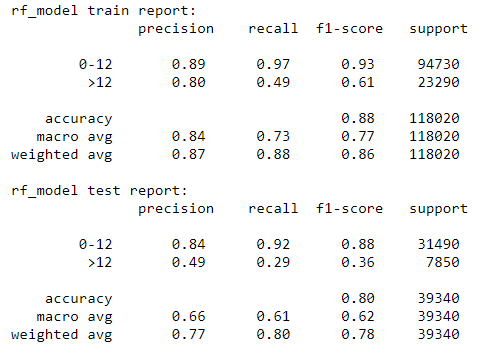 rf_model train report:
precision recall f1-score support
0-12 0.89 0.97 0.93 94730
>12 0.80 0.49 0.61 23290
accuracy 0.88 118020
macro avg 0.84 0.73 0.77 118020
weighted avg 0.87 0.88 0.86 118020
rf_model test report:
precision recall f1-score support
0-12 0.84 0.92 0.88 31490
>12 0.49 0.29 0.36 7850
accuracy 0.80 39340
macro avg 0.66 0.61 0.62 39340
weighted avg 0.77 0.80 0.78 39340